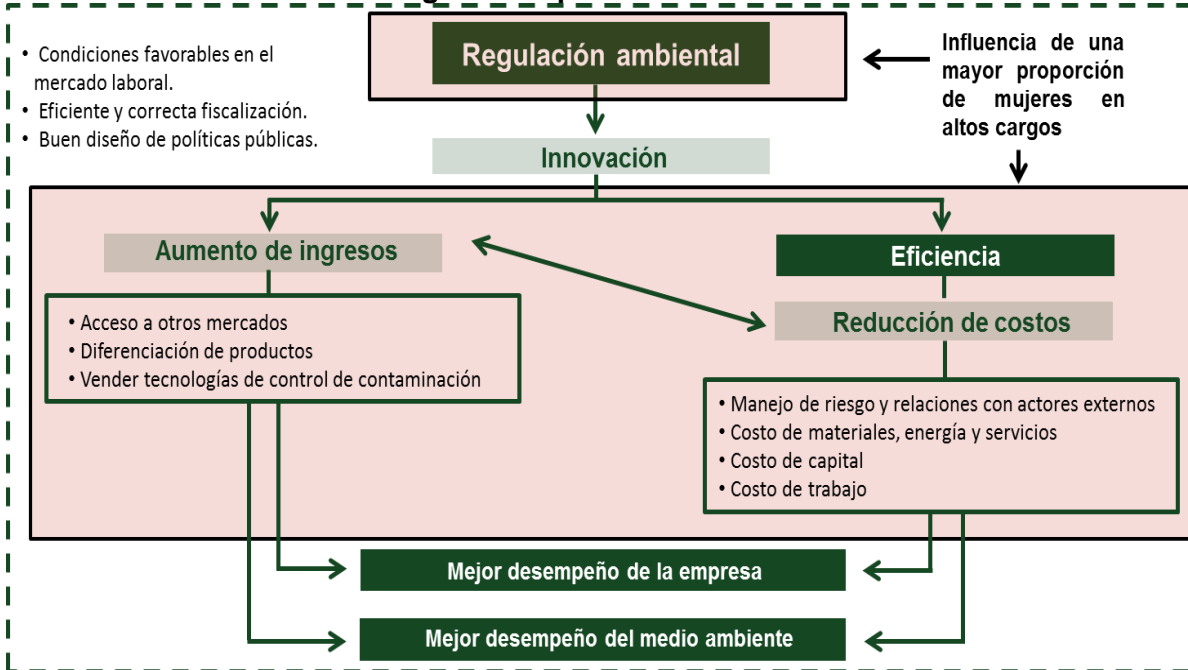 • Condiciones favorables en el
mercado laboral.
• Eficiente y correcta fiscalización.
• Buen diseño de políticas públicas.
Regulación ambiental
Influencia de una
mayor proporción
de mujeres en
altos cargos
Innovación
Aumento de ingresos
Eficiencia
• Acceso a otros mercados
• Diferenciación de productos
• Vender tecnologías de control de contaminación
Reducción de costos
• Manejo de riesgo y relaciones con actores externos
• Costo de materiales, energía y servicios
• Costo de capital
• Costo de trabajo
Mejor desempeño de la empresa
Mejor desempeño del medio ambiente